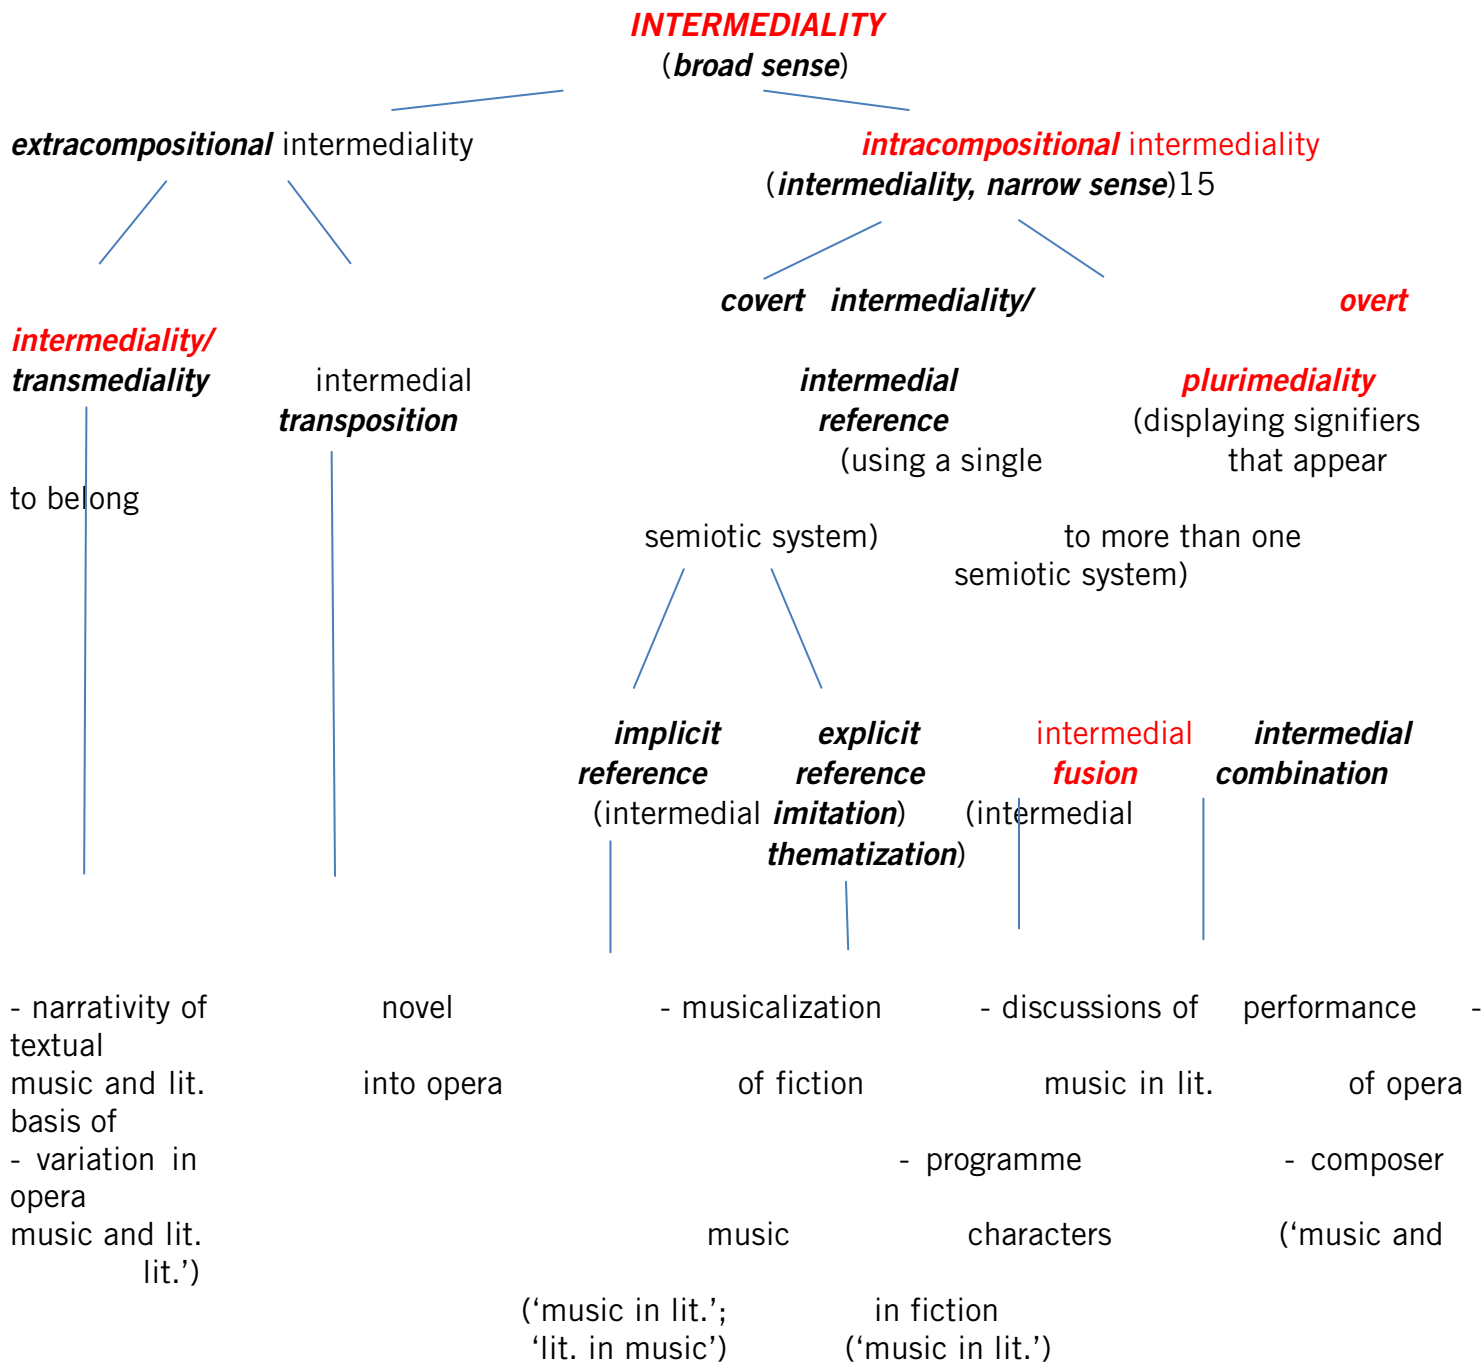 INTERMEDIALITY
(broad sense)
extracompositional intermediality intracompositional intermediality
(intermediality, narrow sense)15
covert intermediality/ overt
intermediality/
transmediality intermedial intermedial plurimediality
transposition reference (displaying signifiers
(using a single that appear
to belong
semiotic system) to more than one
semiotic system)
implicit explicit intermedial intermedial
reference reference fusion combination
(intermedial imitation) (intermedial
thematization)
- narrativity of novel - musicalization - discussions of performance -
textual
music and lit. into opera of fiction music in lit. of opera
basis of
- variation in - programme - composer
opera
music and lit. music characters (‘music and
lit.’)
(‘music in lit.’; in fiction
‘lit. in music’) (‘music in lit.’)